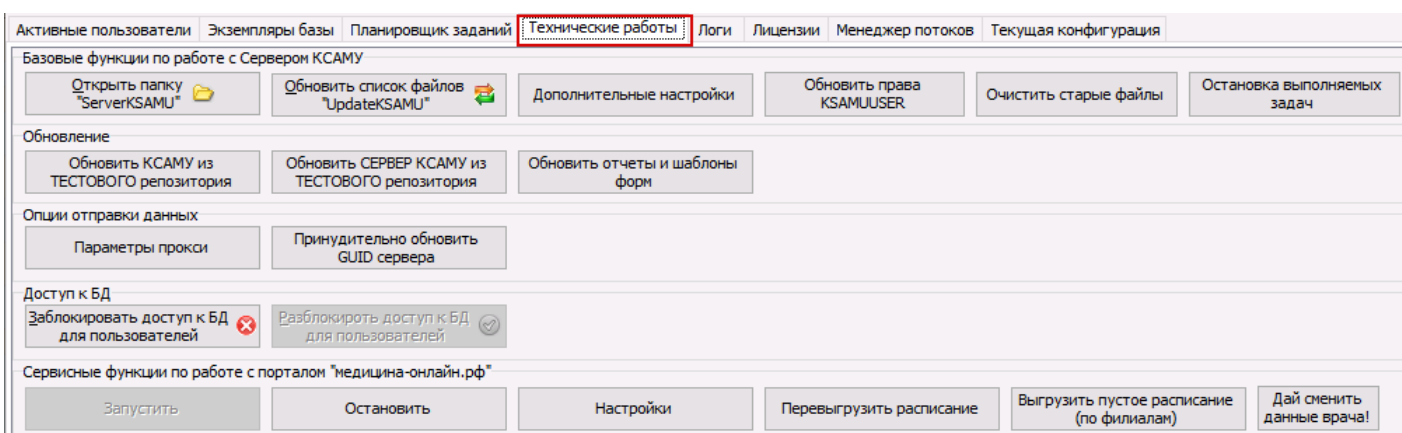 Активные пользователи Экземпляры базы Планировщик заданий Технические работы Логи Лицензии Менеджер потоков Текущая конфигурация
Базовые функции по работе с Сервером КСАМУ
Открыть папку
"ServerKSAMU"
Обновить список файлов
"UpdateKSAMU"
Дополнительные настройки
Обновить права
KSAMUUSER
Очистить старые файлы
Остановка выполняемых
задач
Обновление
Обновить КСАМУ из
ТЕСТОВОГО репозитория
Обновить СЕРВЕР КСАМУ из
ТЕСТОВОГО репозитория
Обновить отчеты и шаблоны
форм
Опции отправки данных
Параметры прокси
Принудительно обновить
GUID сервера
Доступ к БД
Заблокировать доступ к БД
для пользователей
Разблокироть доступ к БД
для пользователей
Сервисные функции по работе с порталом "медицина-онлайн.рф"
Запустить
Остановить
Настройки
Перевыгрузить расписание
Выгрузить пустое расписание
(по филиалам)
Дай сменить
данные врача!